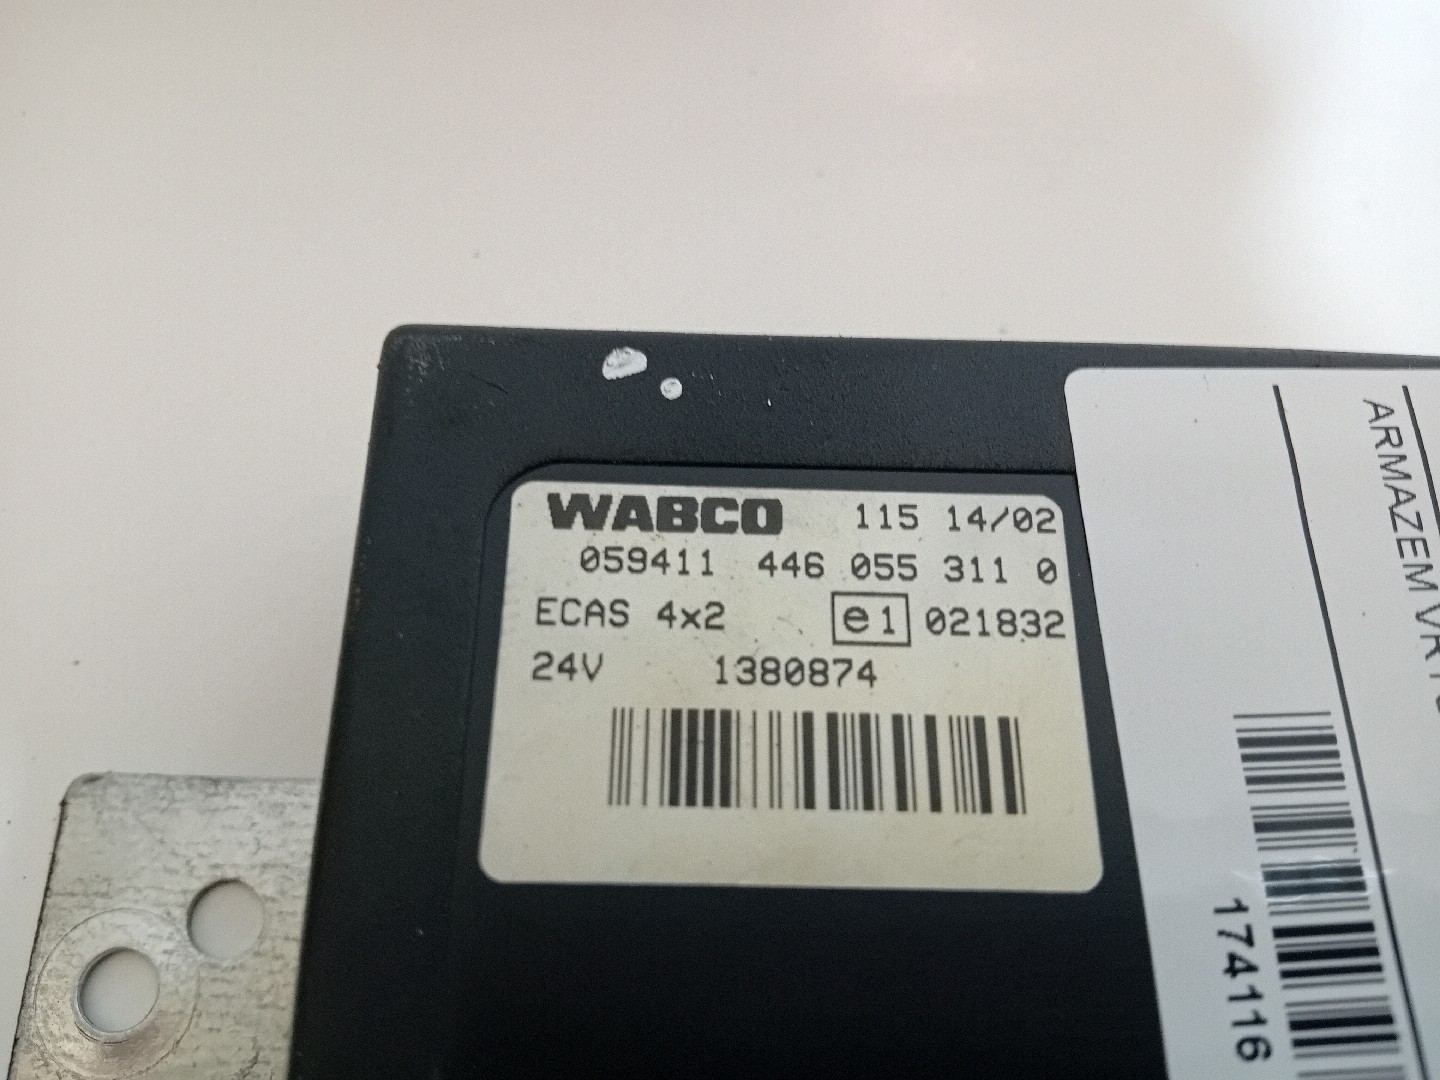 WABCO 115 14/02
059411 446 055 311 0
ECAS 4x2 e1 021832
24V 1380874
ARMAZEM
174116